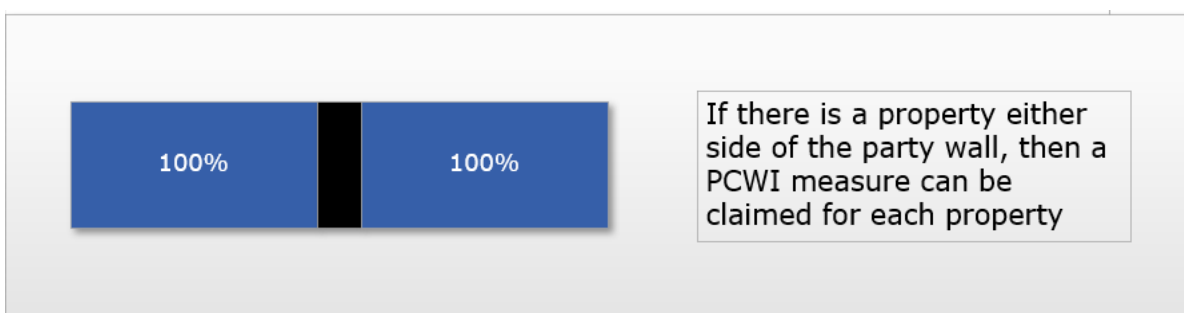 100% 100%
If there is a property either
side of the party wall, then a
PCWI measure can be
claimed for each property